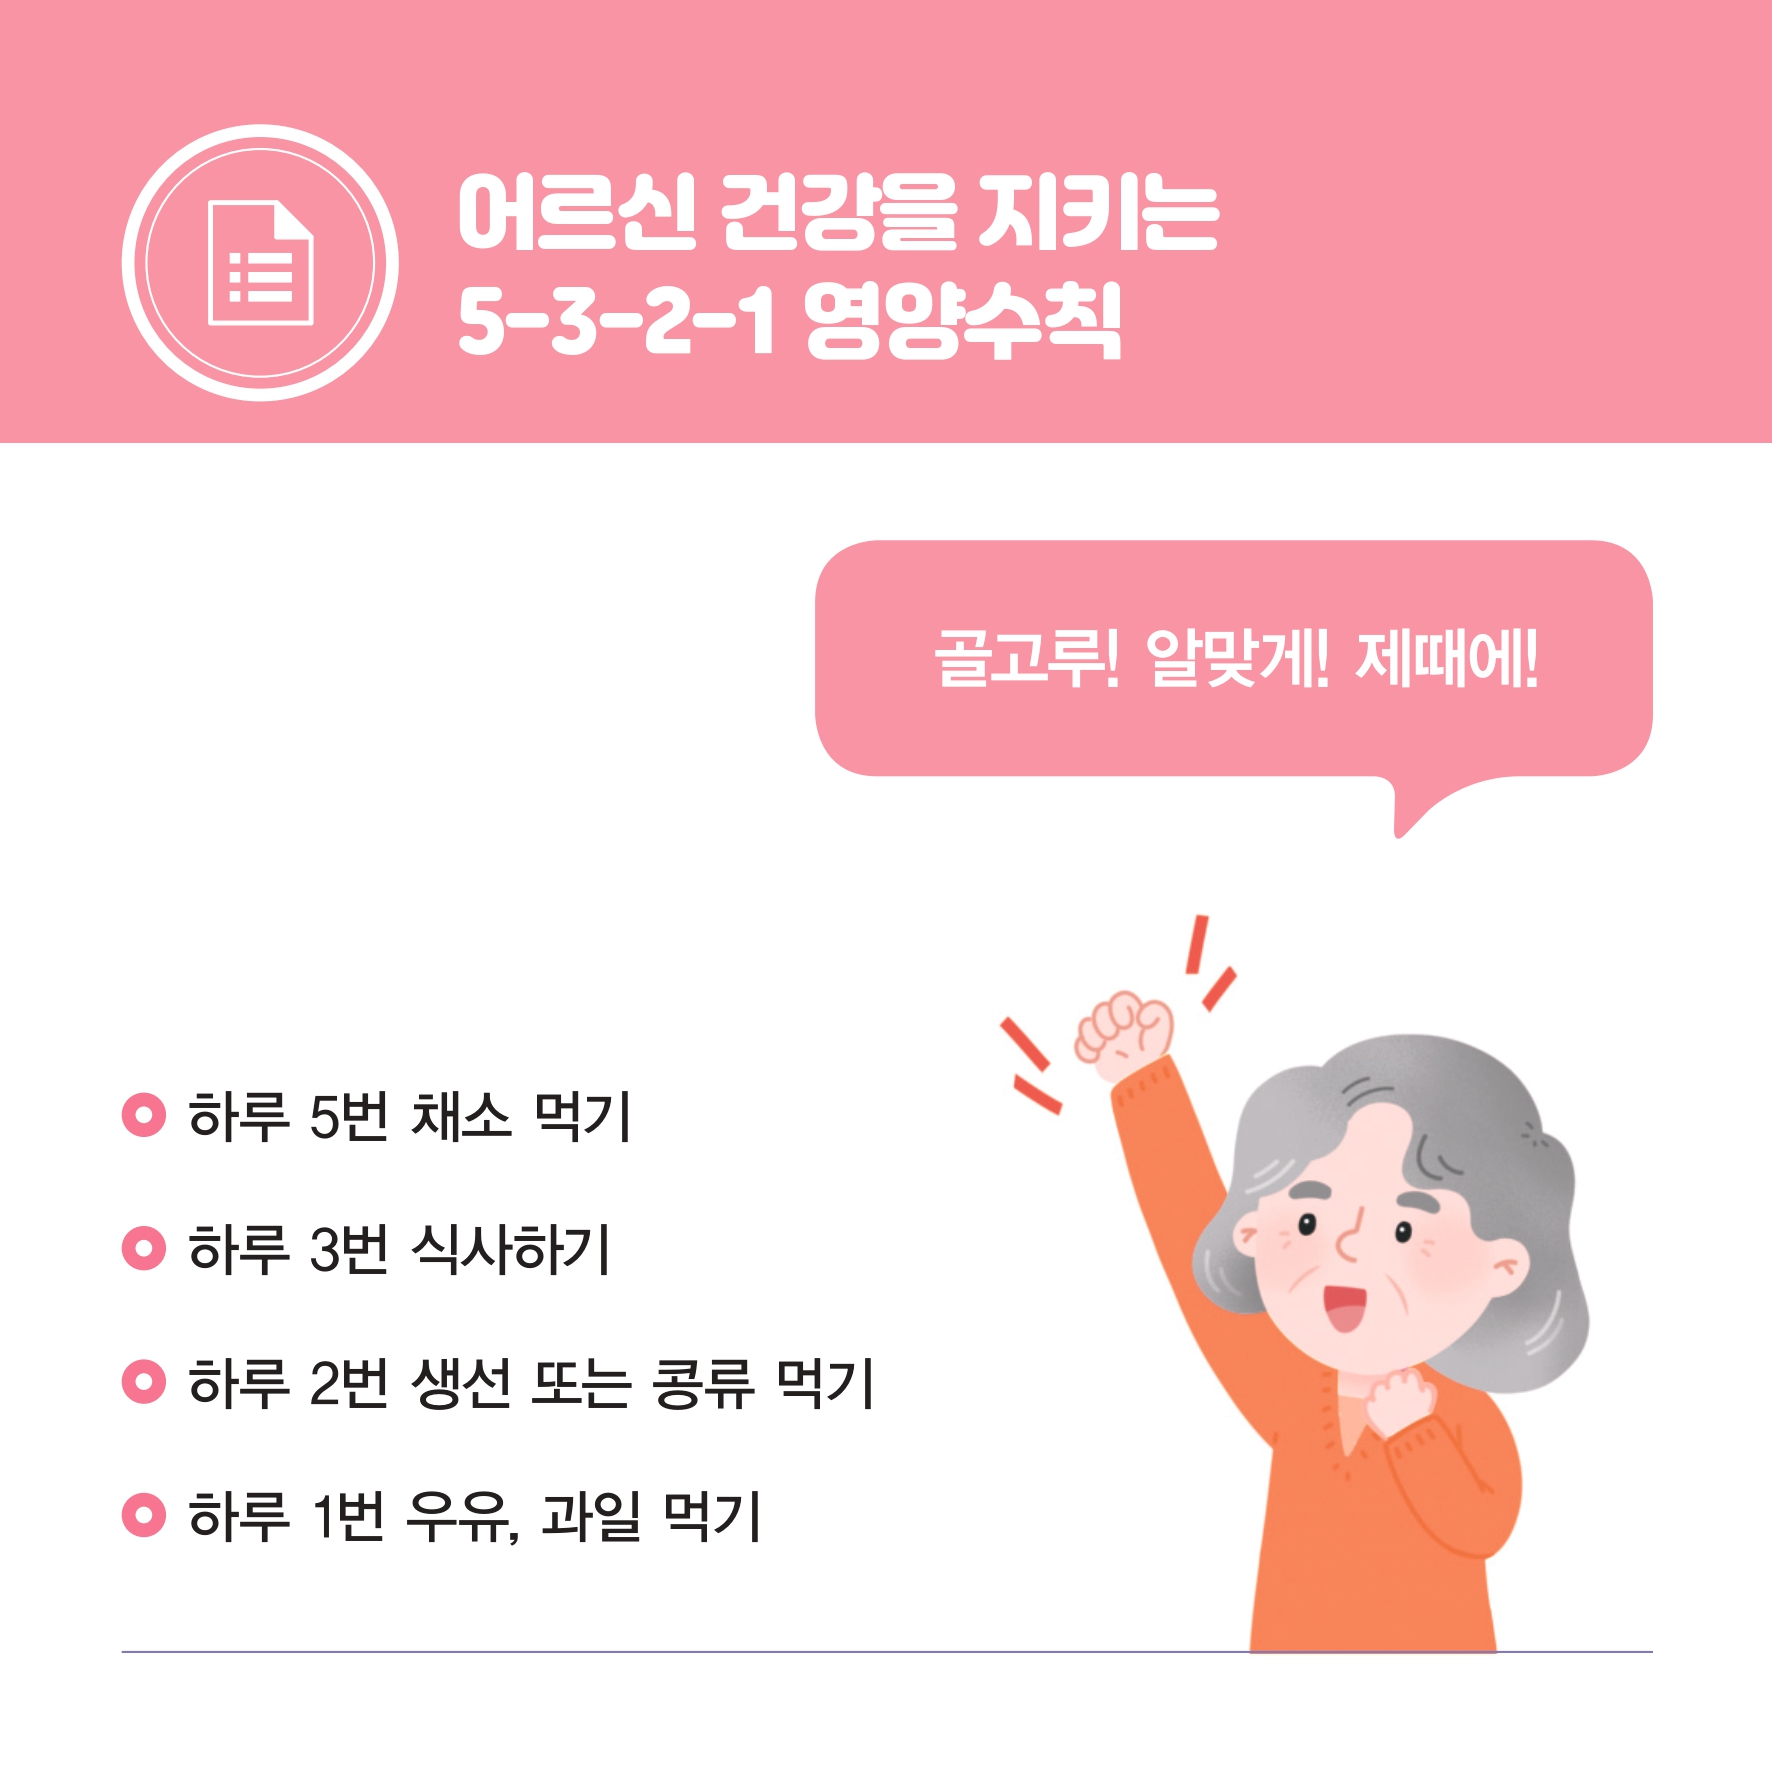 어르신 건강을 지키는
5-3-2-1 영양수칙
골고루! 알맞게! 제때에!
하루 5번 채소 먹기
하루 3번 식사하기
하루 2번 생선 또는 콩류 먹기
하루 1번 우유, 과일 먹기